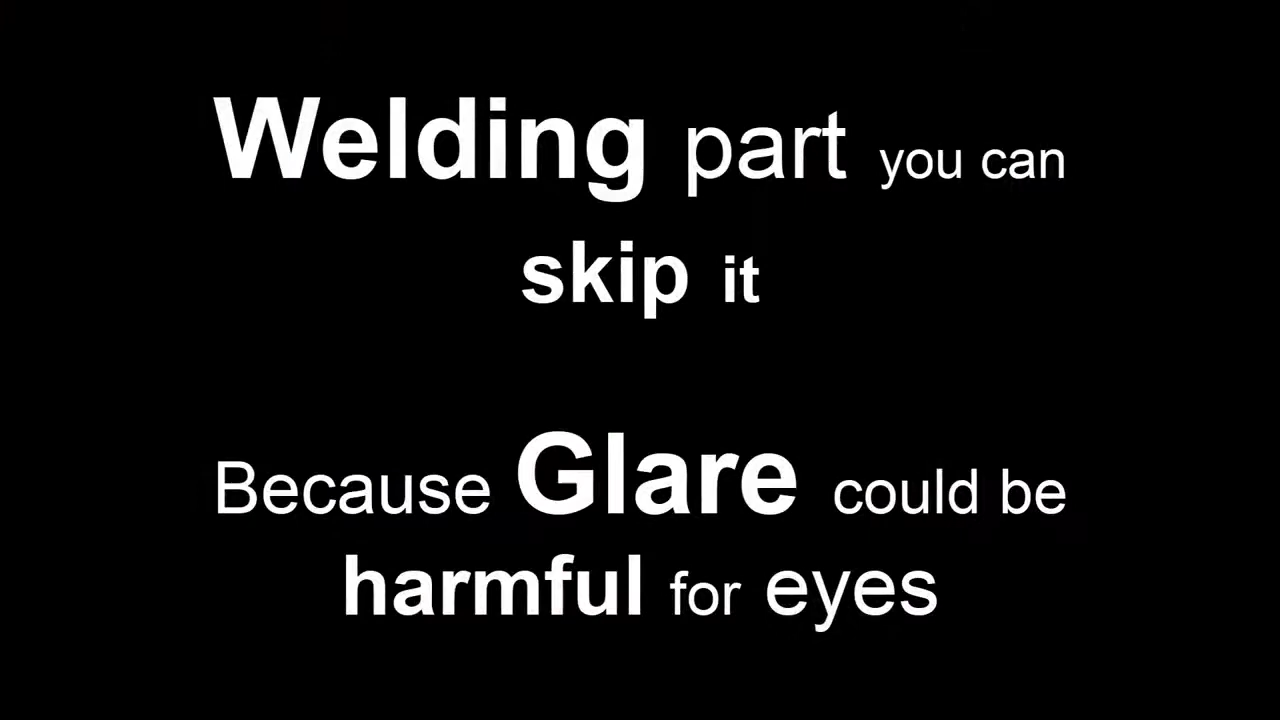 Welding part you can
skip it
Because Glare could be
harmful for eyes